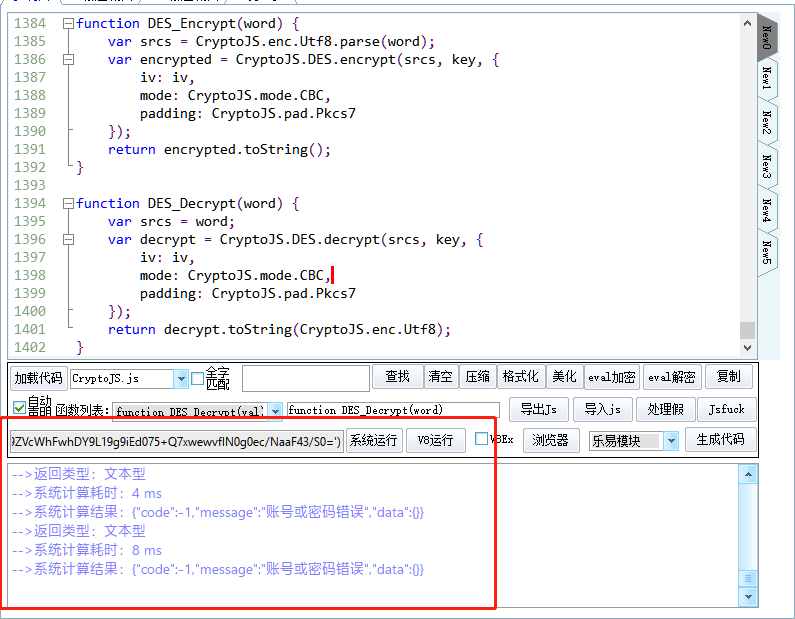 1384 function DES_Encrypt(word) {
1385 var srcs = CryptoJS.enc.Utf8.parse(word);
1386 var encrypted = CryptoJS.DES.encrypt(srcs, key, {
1387 iv: iv,
1388 mode: CryptoJS.mode.CBC,
1389 padding: CryptoJS.pad.Pkcs7
1390 });
1391 return encrypted.toString();
1392 }
1393
1394 function DES_Decrypt(word) {
1395 var srcs = word;
1396 var decrypt = CryptoJS.DES.decrypt(srcs, key, {
1397 iv: iv,
1398 mode: CryptoJS.mode.CBC,
1399 padding: CryptoJS.pad.Pkcs7
1400 });
1401 return decrypt.toString(CryptoJS.enc.Utf8);
1402 }
New0
New1
New2
New3
New4
New5
加载代码 CryptoJS.js 全字匹配 查找 清空 压缩 格式化 美化 eval加密 eval解密 复制
自动 函数列表: function DES_Decrypt(val) function DES_Decrypt(word) 导出Js 导入js 处理假 Jsfuck
9ZVcWhFwhDY9L19g9iEd075+Q7xwewvflN0g0ec/NaaF43/S0=') 系统运行 V8运行 V8Ex 浏览器 乐易模块 生成代码
-->返回类型：文本型
-->系统计算耗时：4 ms
-->系统计算结果：{"code":-1,"message":"账号或密码错误","data":{}}
-->返回类型：文本型
-->系统计算耗时：8 ms
-->系统计算结果：{"code":-1,"message":"账号或密码错误","data":{}}